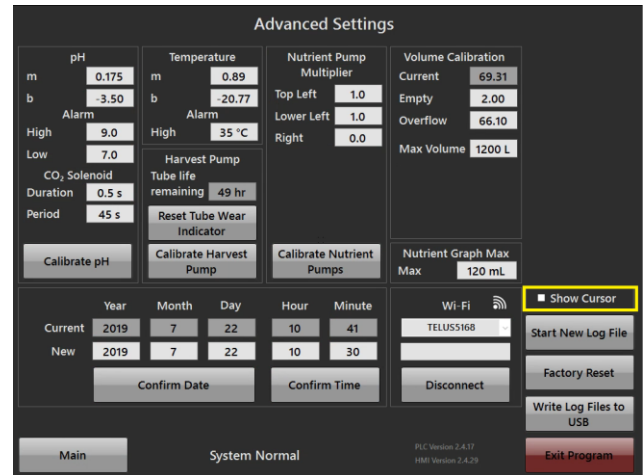 Advanced Settings
pH
m 0.175
b -3.50
Alarm
High 9.0
Low 7.0
CO₂ Solenoid
Duration 0.5 s
Period 45 s
Calibrate pH
Temperature
m 0.89
b -20.77
Alarm
High 35 °C
Harvest Pump
Tube life
remaining 49 hr
Reset Tube Wear
Indicator
Calibrate Harvest
Pump
Nutrient Pump
Multiplier
Top Left 1.0
Lower Left 1.0
Right 0.0
Calibrate Nutrient
Pumps
Volume Calibration
Current 69.31
Empty 2.00
Overflow 66.10
Max Volume 1200 L
Nutrient Graph Max
Max 120 mL
Year Month Day Hour Minute
Current 2019 7 22 10 41
New 2019 7 22 10 30
Confirm Date Confirm Time
Wi-Fi
TELUS5168
Disconnect
Show Cursor
Start New Log File
Factory Reset
Write Log Files to
USB
Main
System Normal
PLC Version 2.4.17
HMI Version 2.4.29
Exit Program